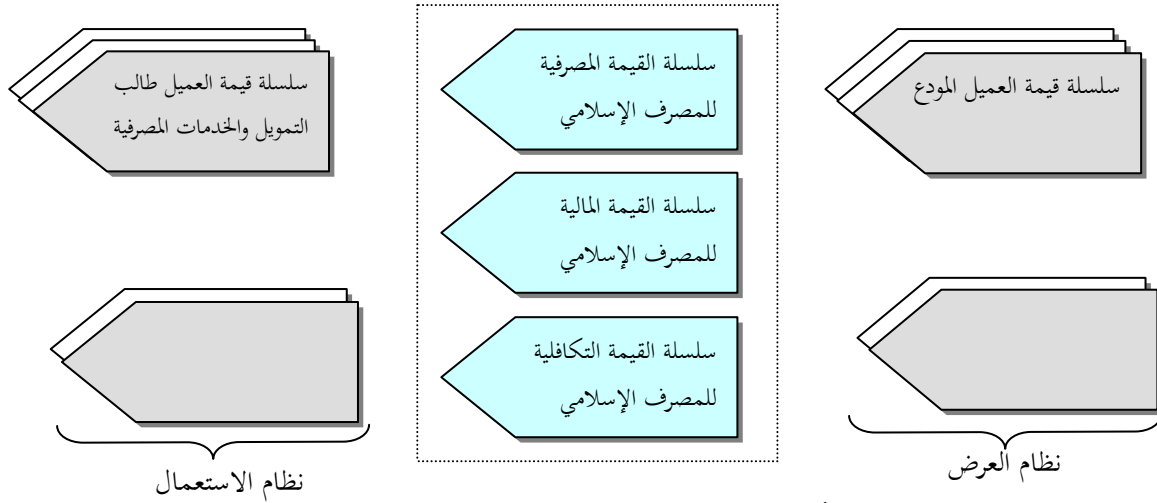 سلسلة قيمة العميل المودع
سلسلة القيمة المصرفية
للمصرف الإسلامي
سلسلة قيمة العميل طالب
التمويل والخدمات المصرفية
سلسلة القيمة المالية
للمصرف الإسلامي
سلسلة القيمة التكافلية
للمصرف الإسلامي
نظام العرض
نظام الاستعمال